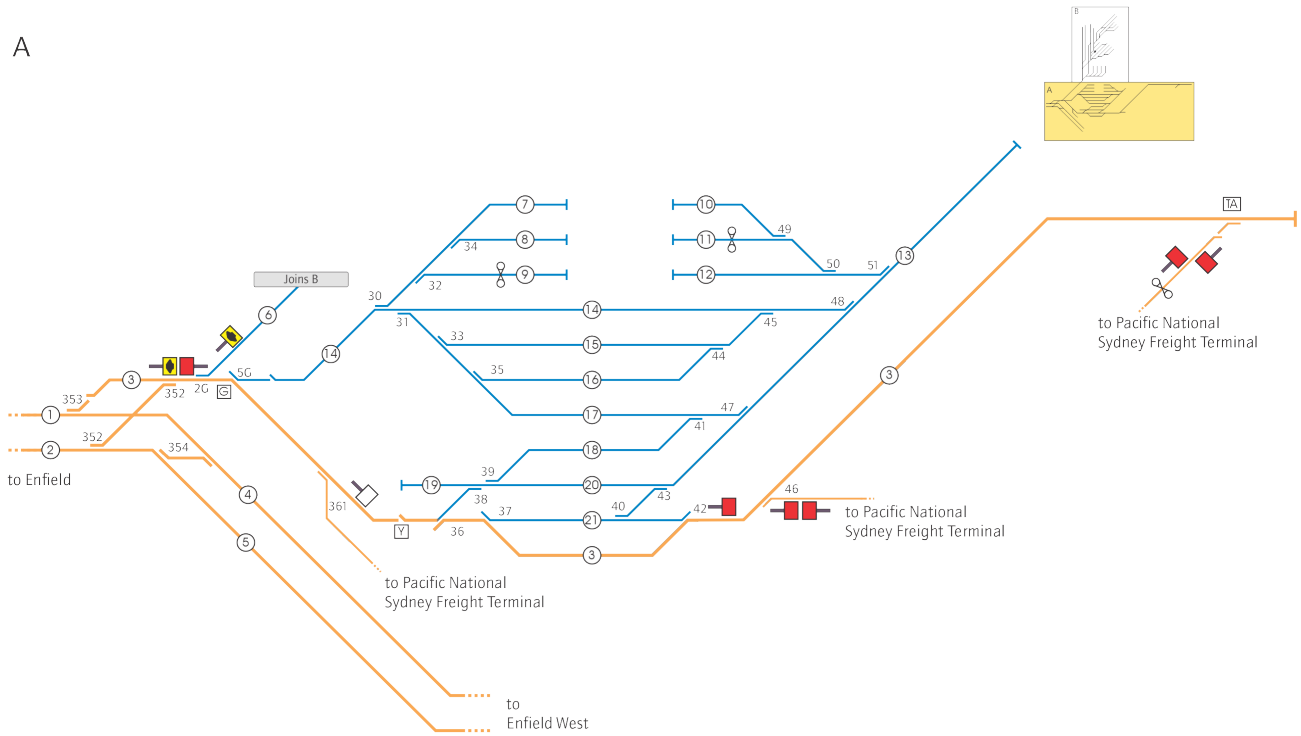 B
A
A
7
10
TA
34
8
11
49
Joins B
32
9
12
50
51
13
30
6
31
14
48
33
15
45
14
44
353
3
2G
352
G
5G
35
16
3
1
17
47
41
352
354
18
2
39
to Enfield
4
361
19
20
38
40
43
42
46
37
21
Y
36
5
3
to Pacific National
Sydney Freight Terminal
to Pacific National
Sydney Freight Terminal
to Pacific National
Sydney Freight Terminal
to
Enfield West